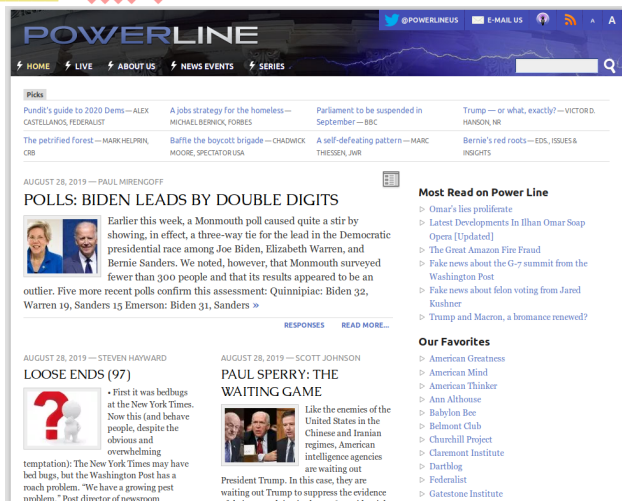 POWERLINE
@POWERLINEUS
E-MAIL US
A
A
HOME
LIVE
ABOUT US
NEWS EVENTS
SERIES
Picks
Pundit's guide to 2020 Dems — ALEX
CASTELLANOS, FEDERALIST
A jobs strategy for the homeless —
MICHAEL BERNICK, FORBES
Parliament to be suspended in
September — BBC
Trump — or what, exactly? — VICTOR D.
HANSON, NR
The petrified forest — MARK HELPRIN,
CRB
Baffle the boycott brigade — CHADWICK
MOORE, SPECTATOR USA
A self-defeating pattern — MARC
THIESSEN, JWR
Bernie's red roots — EDS., ISSUES &
INSIGHTS
AUGUST 28, 2019 — PAUL MIRENGOFF
POLLS: BIDEN LEADS BY DOUBLE DIGITS
Earlier this week, a Monmouth poll caused quite a stir by
showing, in effect, a three-way tie for the lead in the Democratic
presidential race among Joe Biden, Elizabeth Warren, and
Bernie Sanders. We noted, however, that Monmouth surveyed
fewer than 300 people and that its results appeared to be an
outlier. Five more recent polls confirm this assessment: Quinnipiac: Biden 32,
Warren 19, Sanders 15 Emerson: Biden 31, Sanders »
RESPONSES
READ MORE...
AUGUST 28, 2019 — STEVEN HAYWARD
LOOSE ENDS (97)
• First it was bedbugs
at the New York Times.
Now this (and behave
people, despite the
obvious and
overwhelming
temptation): The New York Times may have
bed bugs, but the Washington Post has a
roach problem. "We have a growing pest
problem," Post director of newsroom
AUGUST 28, 2019 — SCOTT JOHNSON
PAUL SPERRY: THE
WAITING GAME
Like the enemies of the
United States in the
Chinese and Iranian
regimes, American
intelligence agencies
are waiting out
President Trump. In this case, they are
waiting out Trump to suppress the evidence
Most Read on Power Line
Omar's lies proliferate
Latest Developments In Ilhan Omar Soap
Opera [Updated]
The Great Amazon Fire Fraud
Fake news about the G-7 summit from the
Washington Post
Fake news about felon voting from Jared
Kushner
Trump and Macron, a bromance renewed?
Our Favorites
American Greatness
American Mind
American Thinker
Ann Althouse
Babylon Bee
Belmont Club
Churchill Project
Claremont Institute
Dartblog
Federalist
Gatestone Institute